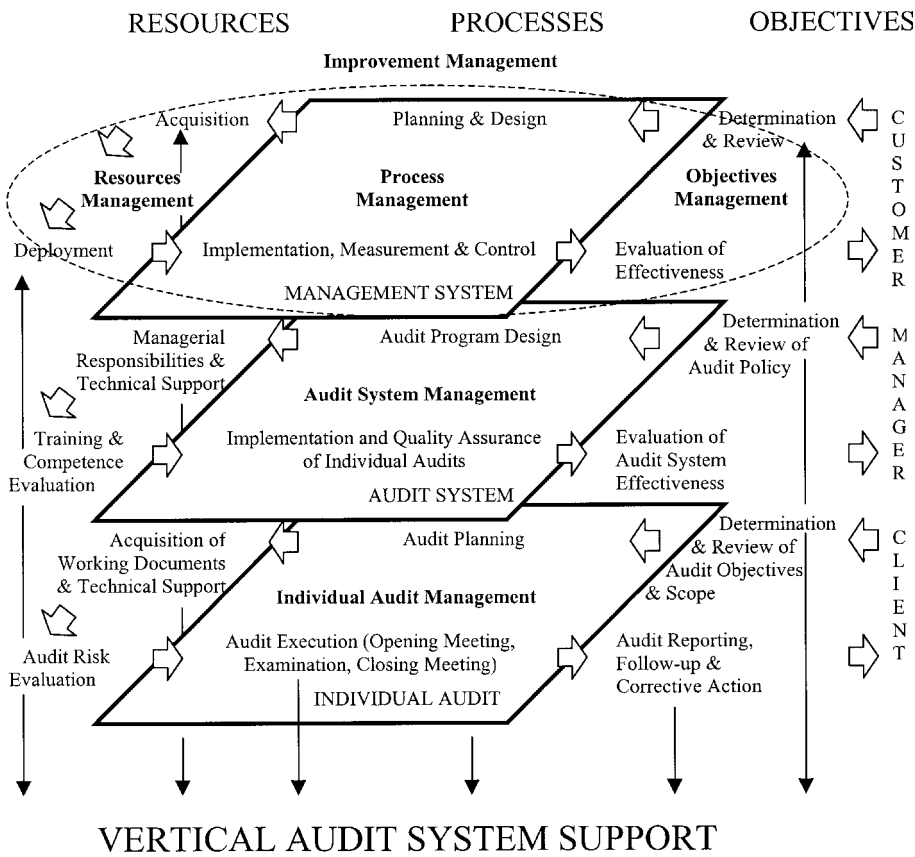 RESOURCES PROCESSES OBJECTIVES
Improvement Management
Acquisition
Planning & Design
Determination
& Review
Resources
Management
Process
Management
Objectives
Management
Deployment
Implementation, Measurement & Control
Evaluation of
Effectiveness
MANAGEMENT SYSTEM
CUSTOMER
Managerial
Responsibilities &
Technical Support
Audit Program Design
Determination
& Review of
Audit Policy
Audit System Management
Training &
Competence
Evaluation
Implementation and Quality Assurance
of Individual Audits
Evaluation of
Audit System
Effectiveness
AUDIT SYSTEM
MANAGER
Acquisition of
Working Documents
& Technical Support
Audit Planning
Determination
& Review of
Audit Objectives
& Scope
Individual Audit Management
Audit Risk
Evaluation
Audit Execution (Opening Meeting,
Examination, Closing Meeting)
Audit Reporting,
Follow-up &
Corrective Action
INDIVIDUAL AUDIT
CLIENT
VERTICAL AUDIT SYSTEM SUPPORT